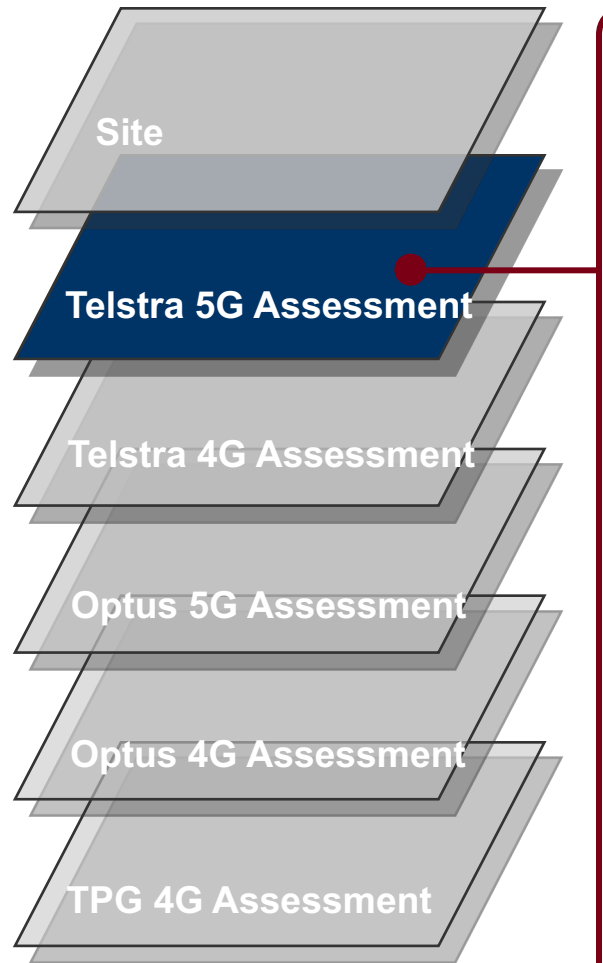 Site
Telstra 5G Assessment
Telstra 4G Assessment
Optus 5G Assessment
Optus 4G Assessment
TPG 4G Assessment